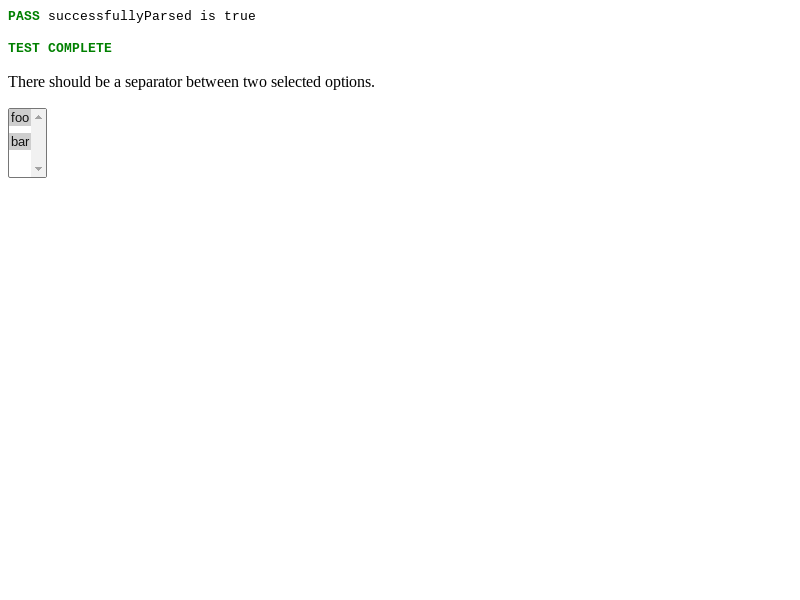 PASS successfullyParsed is true
TEST COMPLETE
There should be a separator between two selected options.
foo
bar